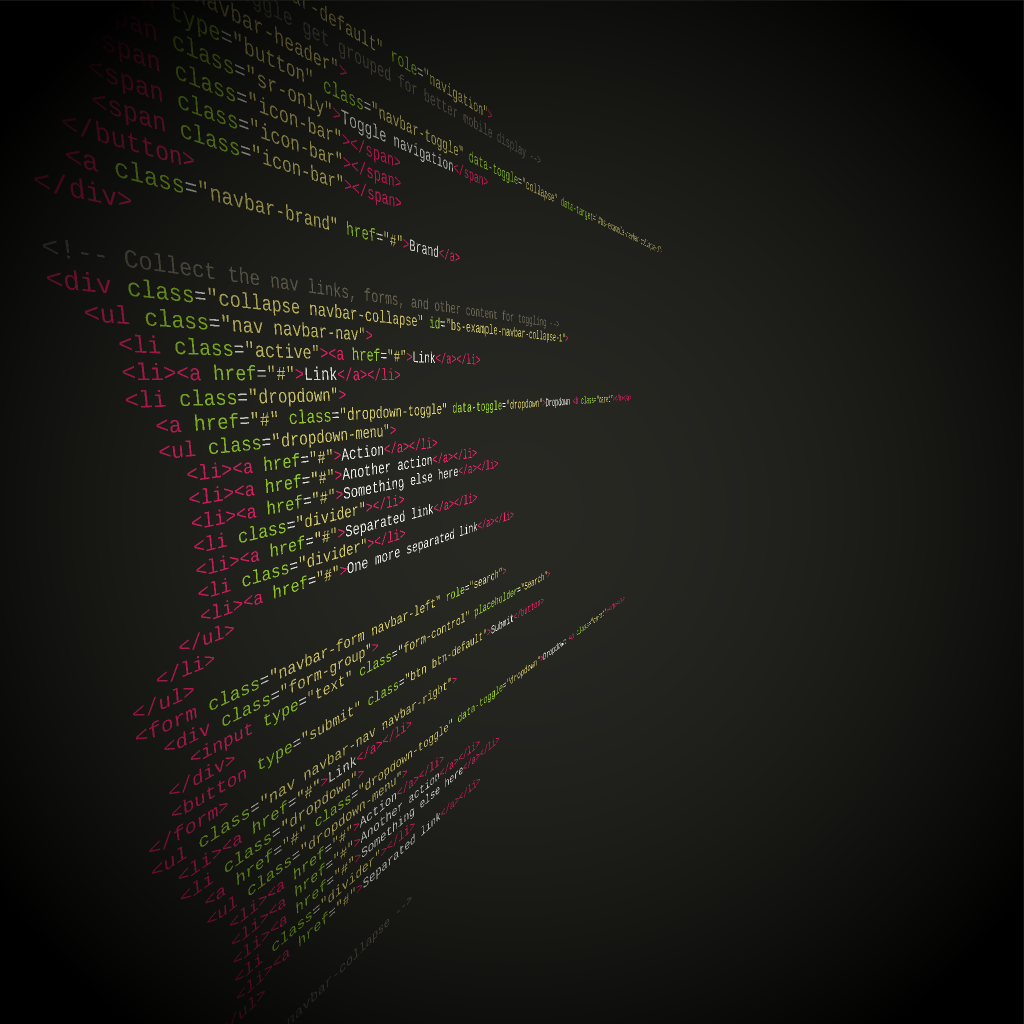 -default" role="navigation">
ggle get grouped for better mobile display -->
navbar-header">
type="button" class="navbar-toggle" data-toggle="collapse" data-target="#bs-example-navbar-collapse-1">
span class="sr-only">Toggle navigation</span>
<span class="icon-bar"></span>
<span class="icon-bar"></span>
<span class="icon-bar"></span>
</button>
<a class="navbar-brand" href="#">Brand</a>
</div>
<!-- Collect the nav links, forms, and other content for toggling -->
<div class="collapse navbar-collapse" id="bs-example-navbar-collapse-1">
<ul class="nav navbar-nav">
<li class="active"><a href="#">Link</a></li>
<li><a href="#">Link</a></li>
<li class="dropdown">
<a href="#" class="dropdown-toggle" data-toggle="dropdown">Dropdown <b class="caret"></b></a>
<ul class="dropdown-menu">
<li><a href="#">Action</a></li>
<li><a href="#">Another action</a></li>
<li><a href="#">Something else here</a></li>
<li class="divider"></li>
<li><a href="#">Separated link</a></li>
<li class="divider"></li>
<li><a href="#">One more separated link</a></li>
</ul>
</li>
</ul>
<form class="navbar-form navbar-left" role="search">
<div class="form-group">
<input type="text" class="form-control" placeholder="Search">
</div>
<button type="submit" class="btn btn-default">Submit</button>
</form>
<ul class="nav navbar-nav navbar-right">
<li><a href="#">Link</a></li>
<li class="dropdown">
<a href="#" class="dropdown-toggle" data-toggle="dropdown">Dropdown <b class="caret"></b></a>
<ul class="dropdown-menu">
<li><a href="#">Action</a></li>
<li><a href="#">Another action</a></li>
<li><a href="#">Something else here</a></li>
<li class="divider"></li>
<li><a href="#">Separated link</a></li>
/ul>
navbar-collapse -->